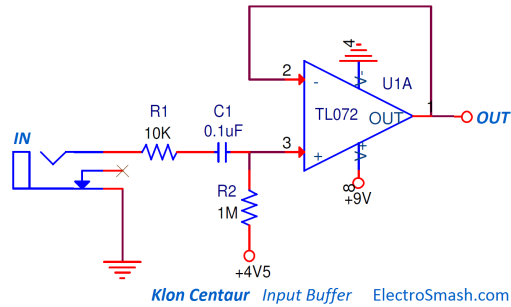 4
V-
U1A
2
-
TL072
OUT
1
OUT
R1
10K
C1
0.1uF
IN
3
+
V+
8
+9V
R2
1M
+4V5
Klon Centaur Input Buffer ElectroSmash.com